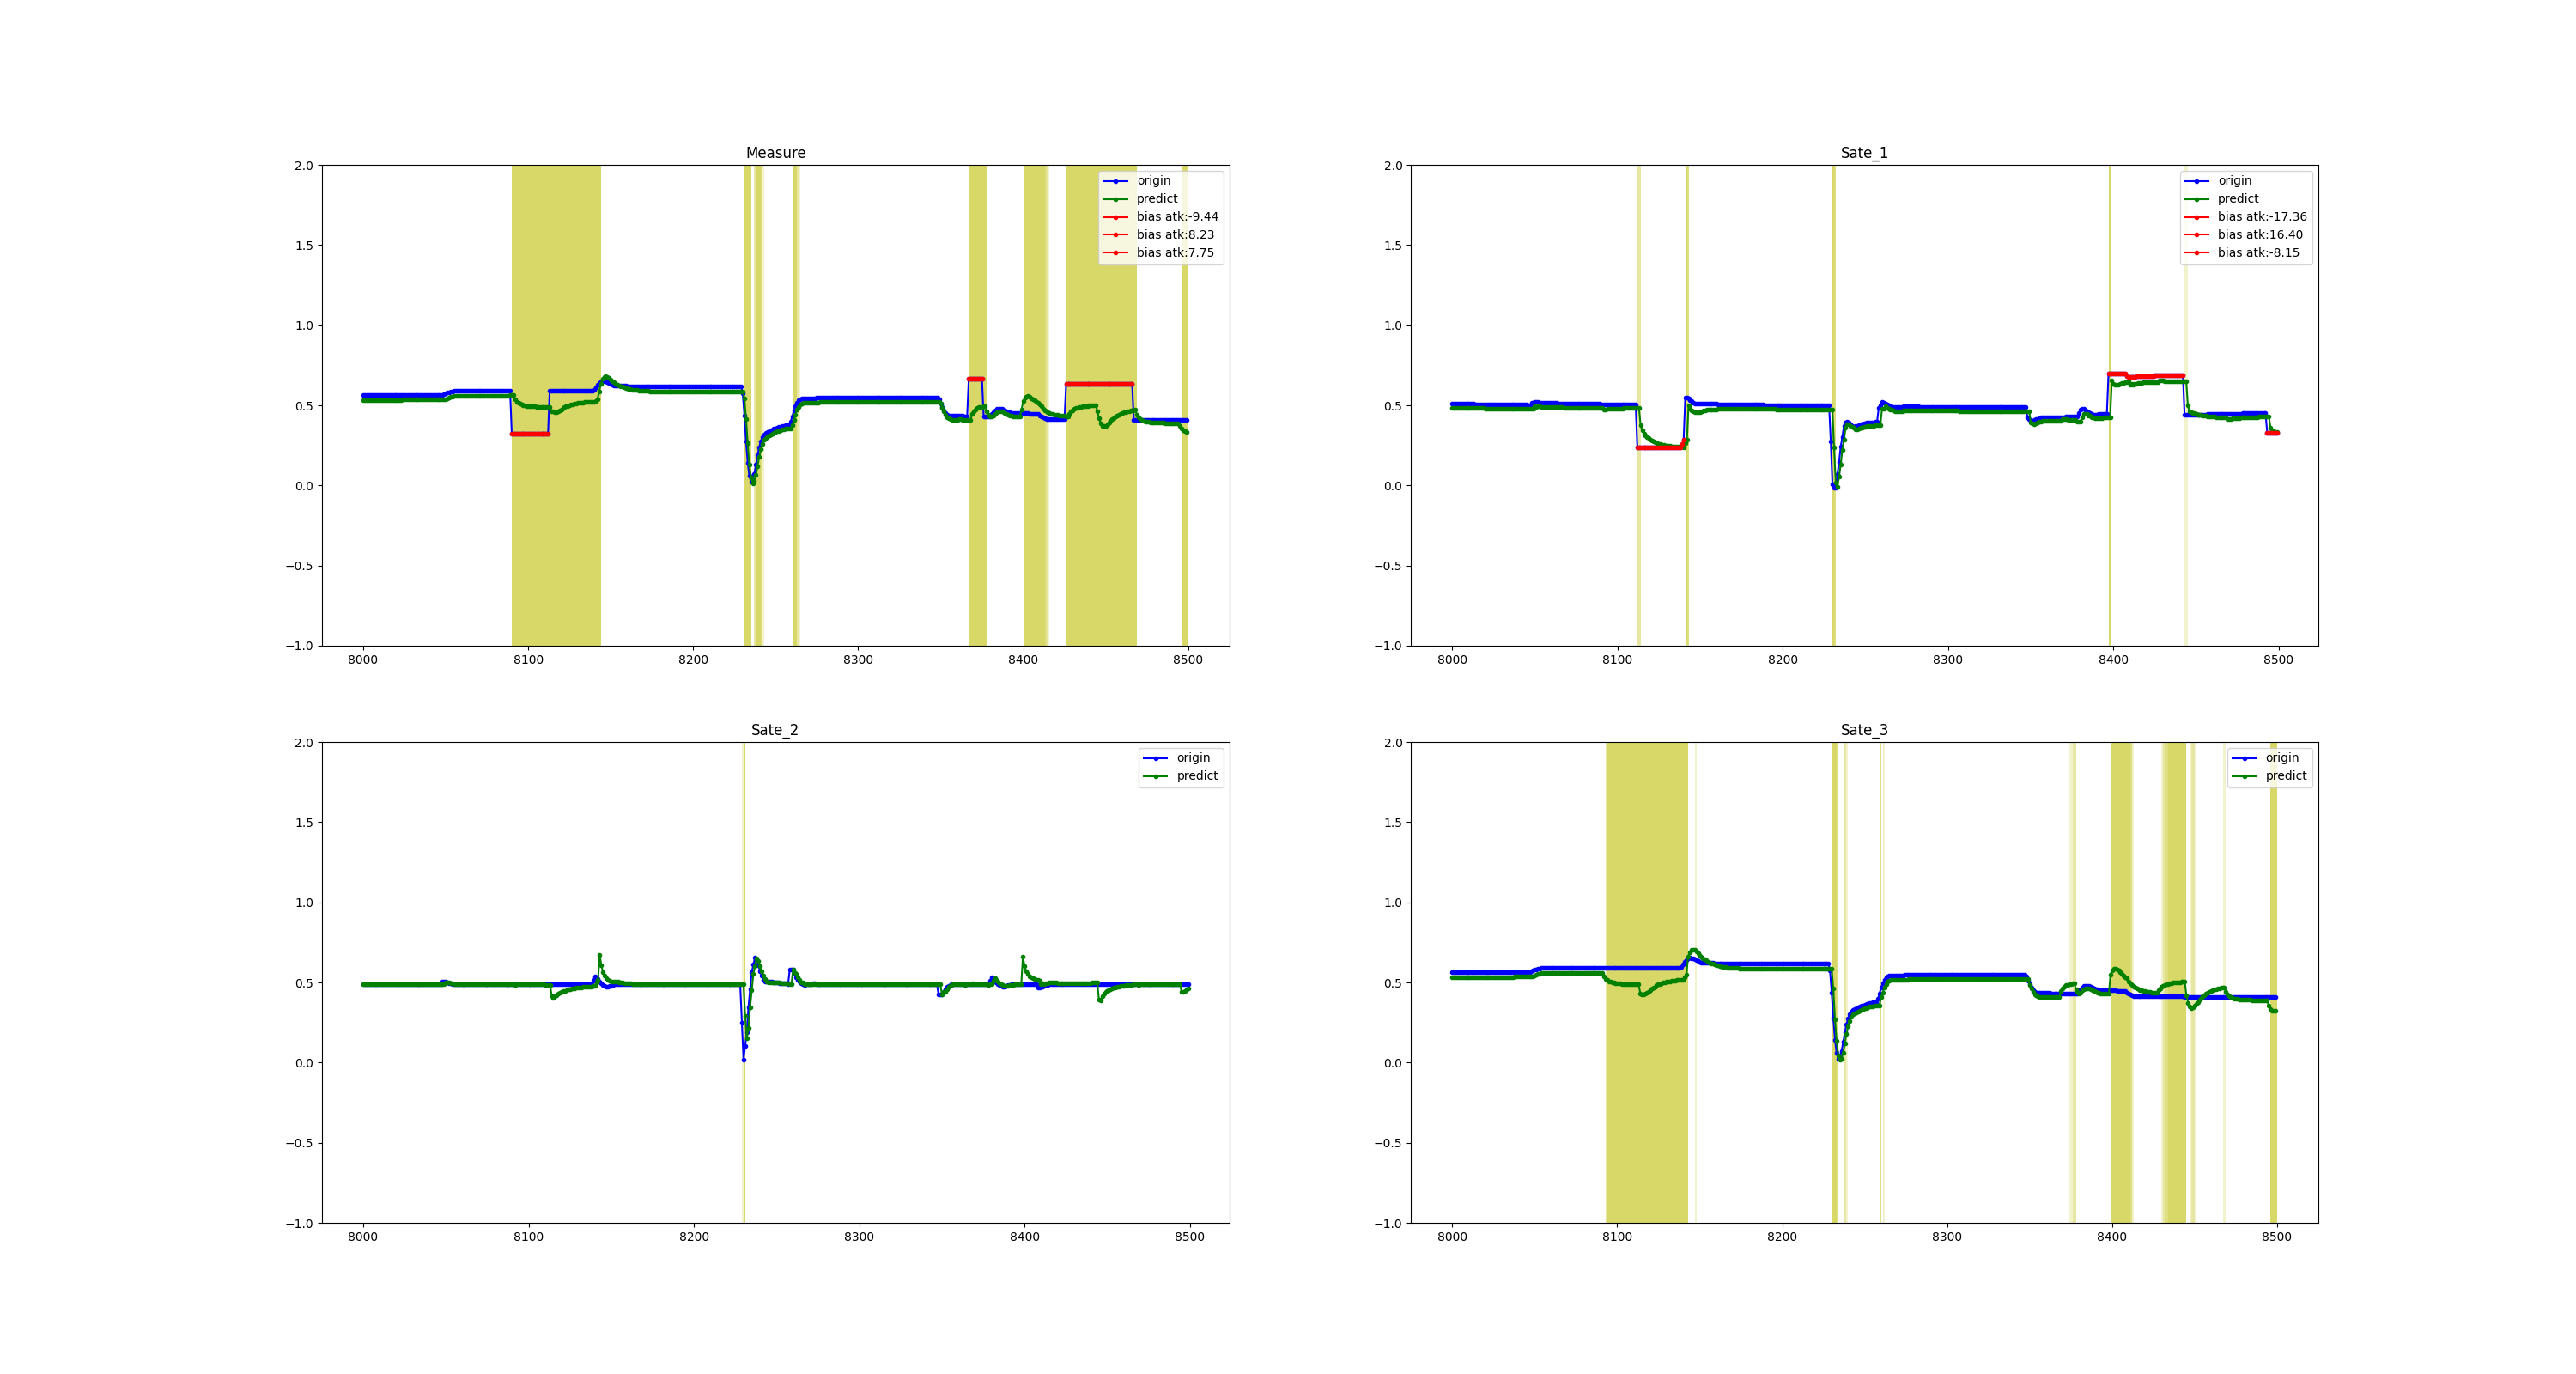 Measure
2.0
1.5
1.0
0.5
0.0
−0.5
−1.0
8000 8100 8200 8300 8400 8500
origin
predict
bias atk:-9.44
bias atk:8.23
bias atk:7.75
Sate_1
2.0
1.5
1.0
0.5
0.0
−0.5
−1.0
8000 8100 8200 8300 8400 8500
origin
predict
bias atk:-17.36
bias atk:16.40
bias atk:-8.15
Sate_2
2.0
1.5
1.0
0.5
0.0
−0.5
−1.0
8000 8100 8200 8300 8400 8500
origin
predict
Sate_3
2.0
1.5
1.0
0.5
0.0
−0.5
−1.0
8000 8100 8200 8300 8400 8500
origin
predict